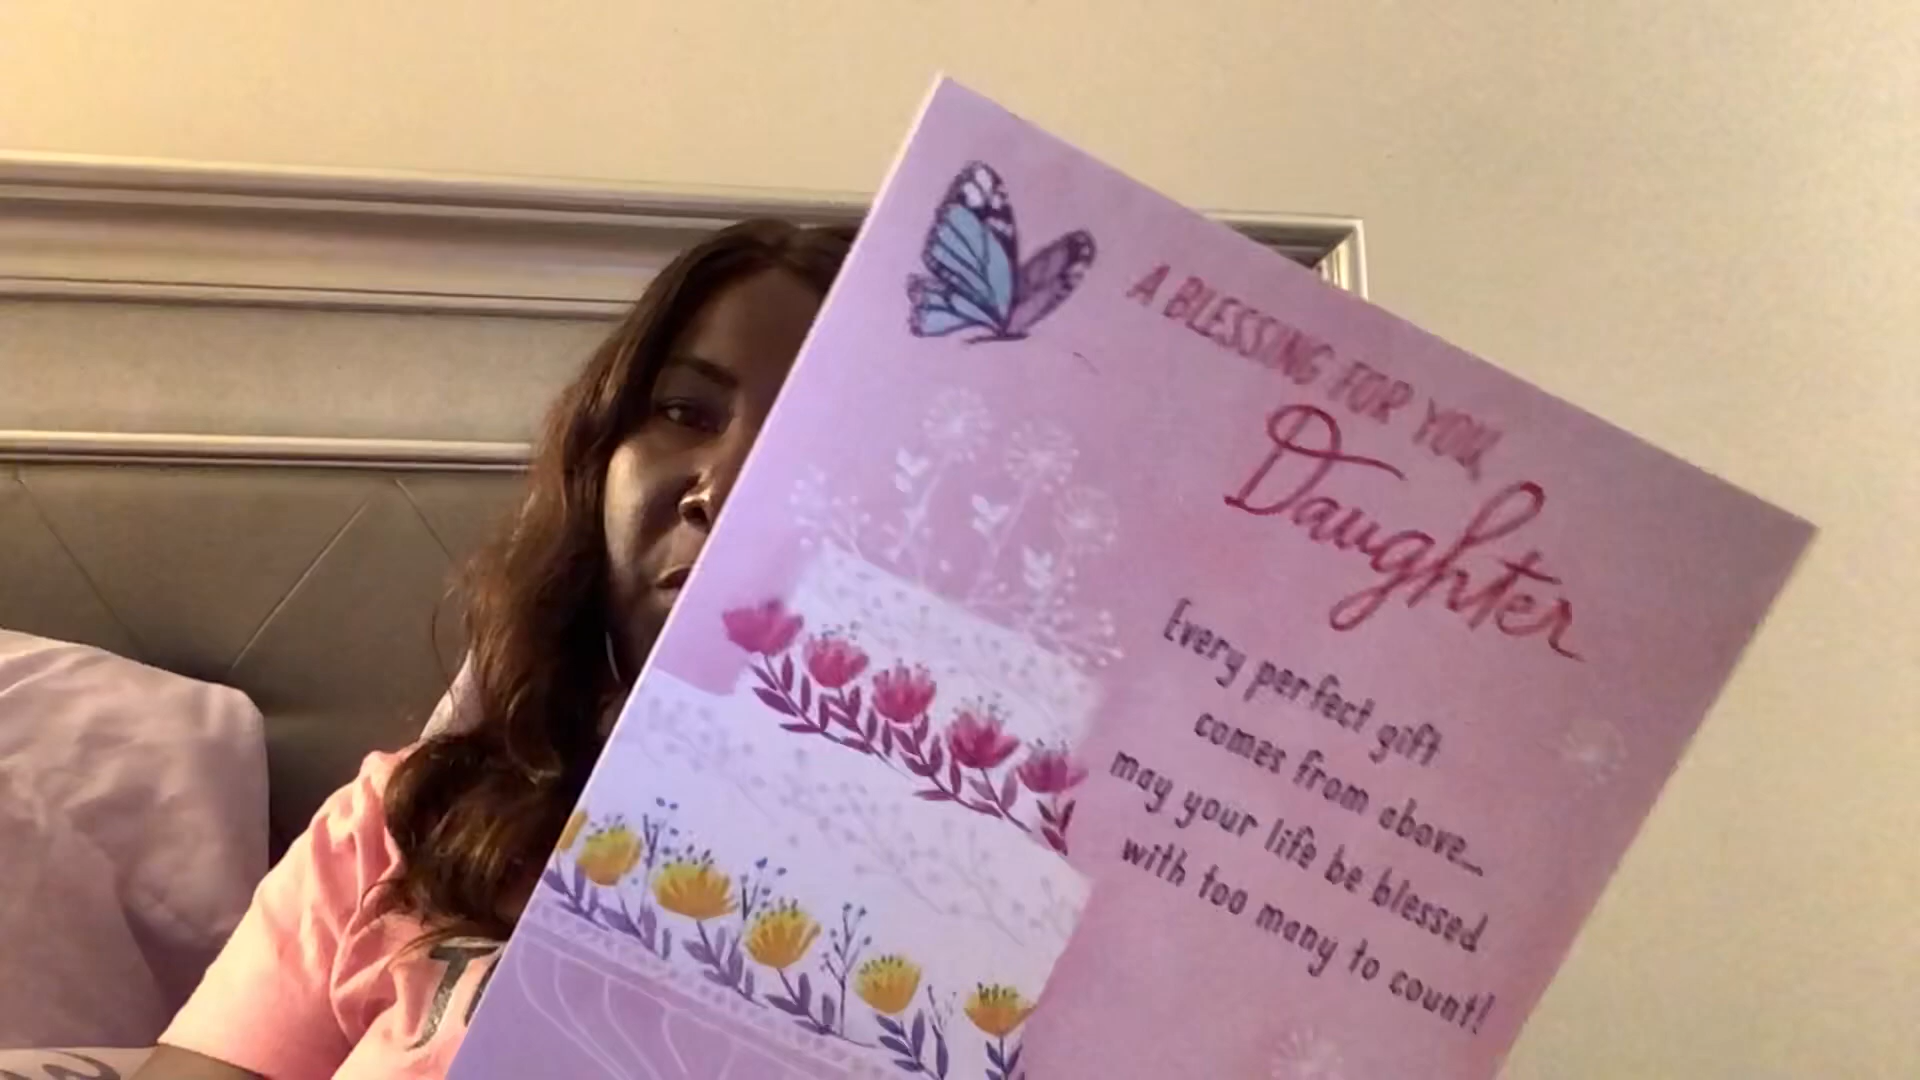 A BLESSING FOR YOU,
Daughter
Every perfect gift
comes from above...
may your life be blessed
with too many to count!